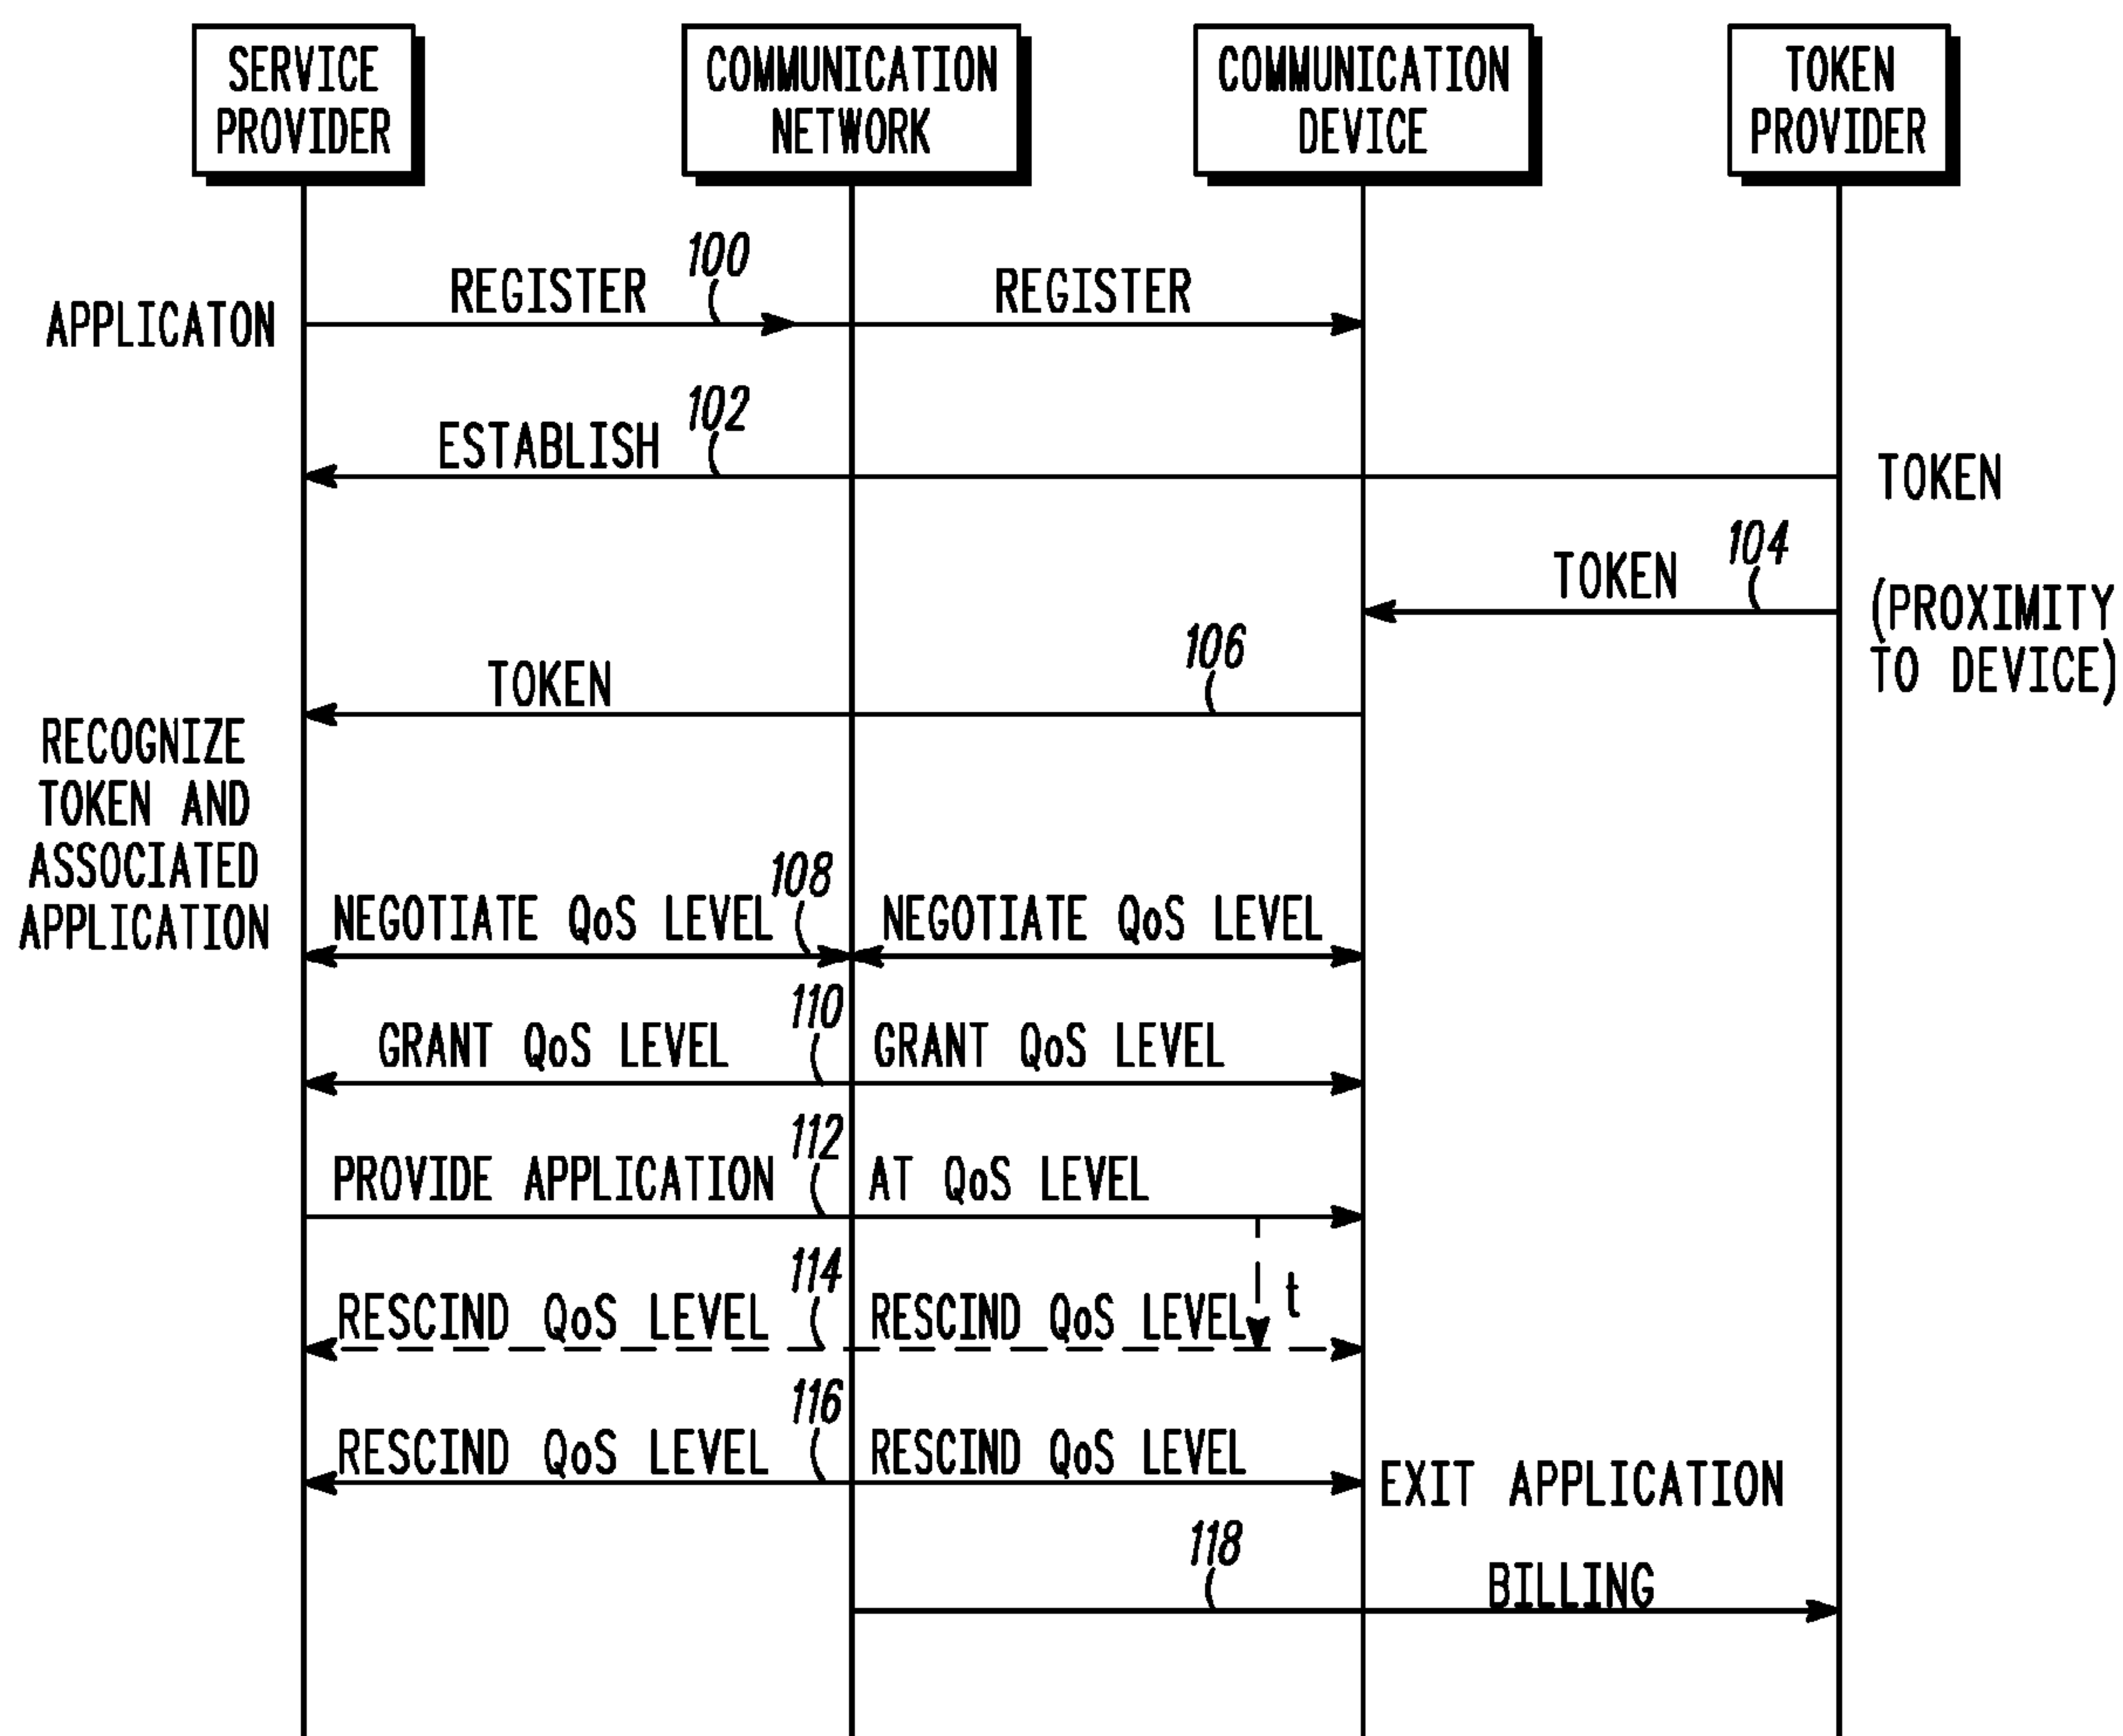 SERVICE
PROVIDER
COMMUNICATION
NETWORK
COMMUNICATION
DEVICE
TOKEN
PROVIDER
APPLICATON
REGISTER
100
REGISTER
ESTABLISH
102
TOKEN
TOKEN
104
(PROXIMITY
TO DEVICE)
TOKEN
106
RECOGNIZE
TOKEN AND
ASSOCIATED
APPLICATION
NEGOTIATE QoS LEVEL
108
NEGOTIATE QoS LEVEL
GRANT QoS LEVEL
110
GRANT QoS LEVEL
PROVIDE APPLICATION
112
AT QoS LEVEL
RESCIND QoS LEVEL
114
RESCIND QoS LEVEL
t
RESCIND QoS LEVEL
116
RESCIND QoS LEVEL
EXIT APPLICATION
118
BILLING